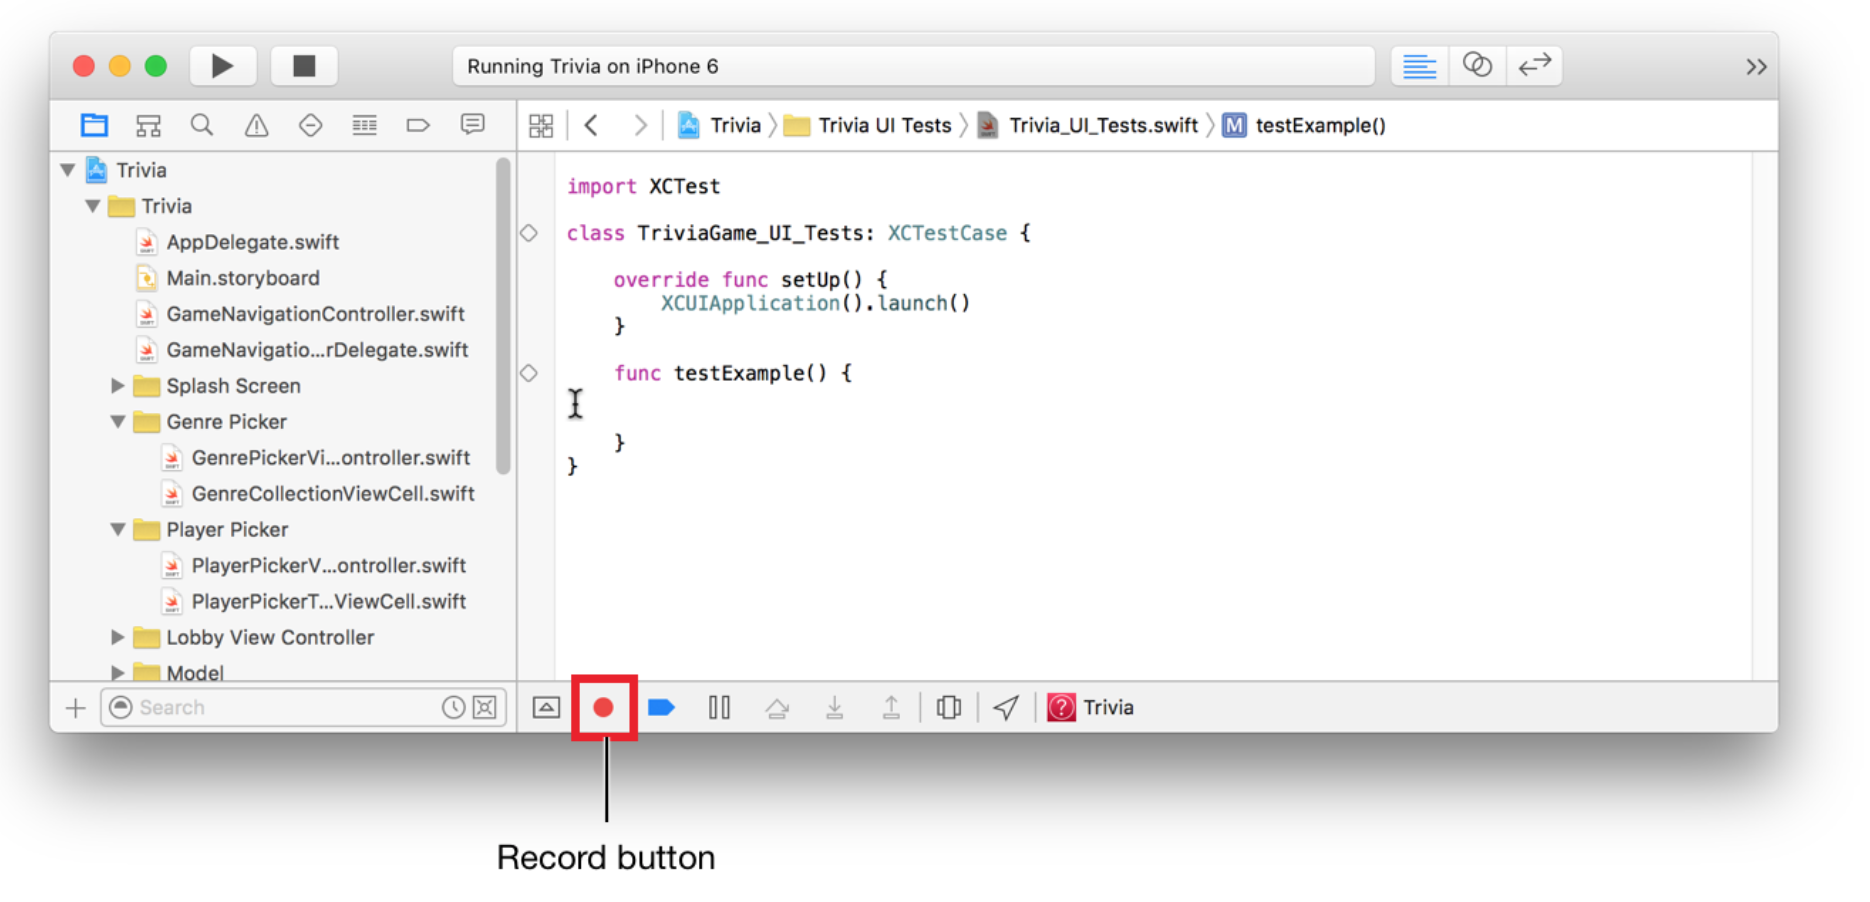 Running Trivia on iPhone 6
Trivia
Trivia UI Tests
Trivia_UI_Tests.swift
M
testExample()
Trivia
Trivia
AppDelegate.swift
Main.storyboard
GameNavigationController.swift
GameNavigatio...rDelegate.swift
Splash Screen
Genre Picker
GenrePickerVi...ontroller.swift
GenreCollectionViewCell.swift
Player Picker
PlayerPickerV...ontroller.swift
PlayerPickerT...ViewCell.swift
Lobby View Controller
Model
Search
import XCTest
class TriviaGame_UI_Tests: XCTestCase {
override func setUp() {
XCUIApplication().launch()
}
func testExample() {
}
}
? Trivia
Record button